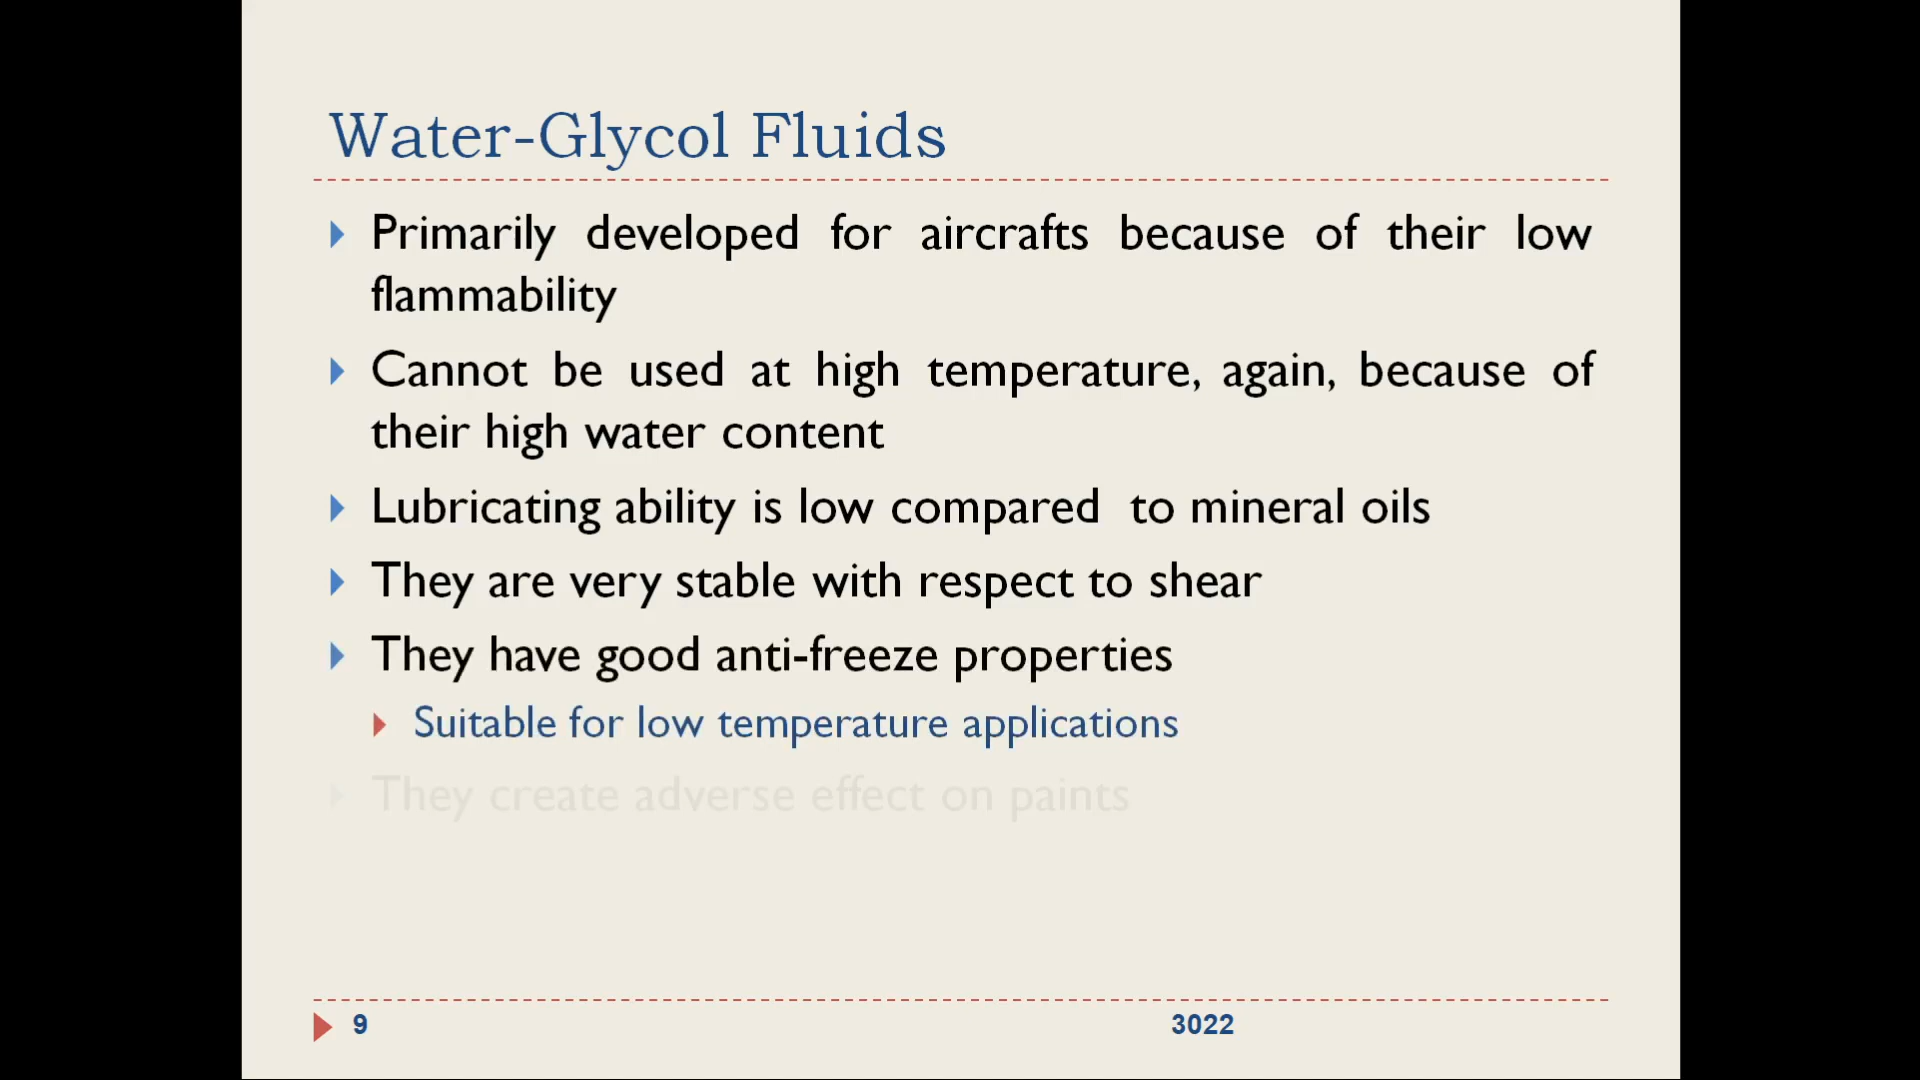 Water-Glycol Fluids
Primarily developed for aircrafts because of their low
flammability
Cannot be used at high temperature, again, because of
their high water content
Lubricating ability is low compared to mineral oils
They are very stable with respect to shear
They have good anti-freeze properties
Suitable for low temperature applications
They create adverse effect on paints
9
3022